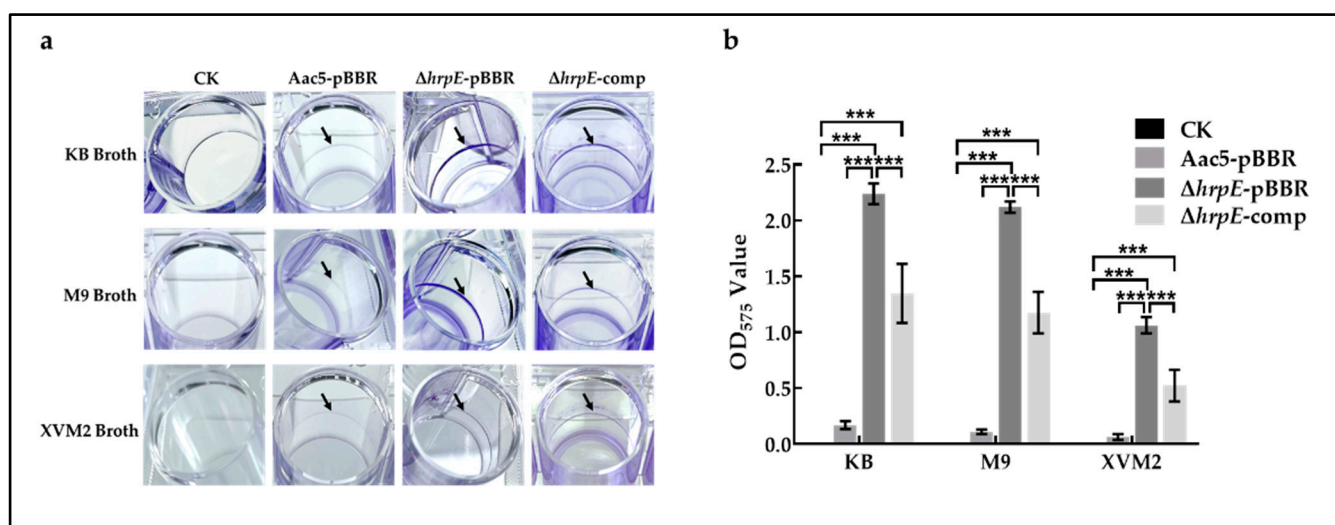 a
CK Aac5-pBBR ΔhrpE-pBBR ΔhrpE-comp
KB Broth
M9 Broth
XVM2 Broth
b
CK
Aac5-pBBR
ΔhrpE-pBBR
ΔhrpE-comp
*** *** ******
*** *** ******
*** *** ******
OD575 Value
2.5
2.0
1.5
1.0
0.5
0.0
KB M9 XVM2